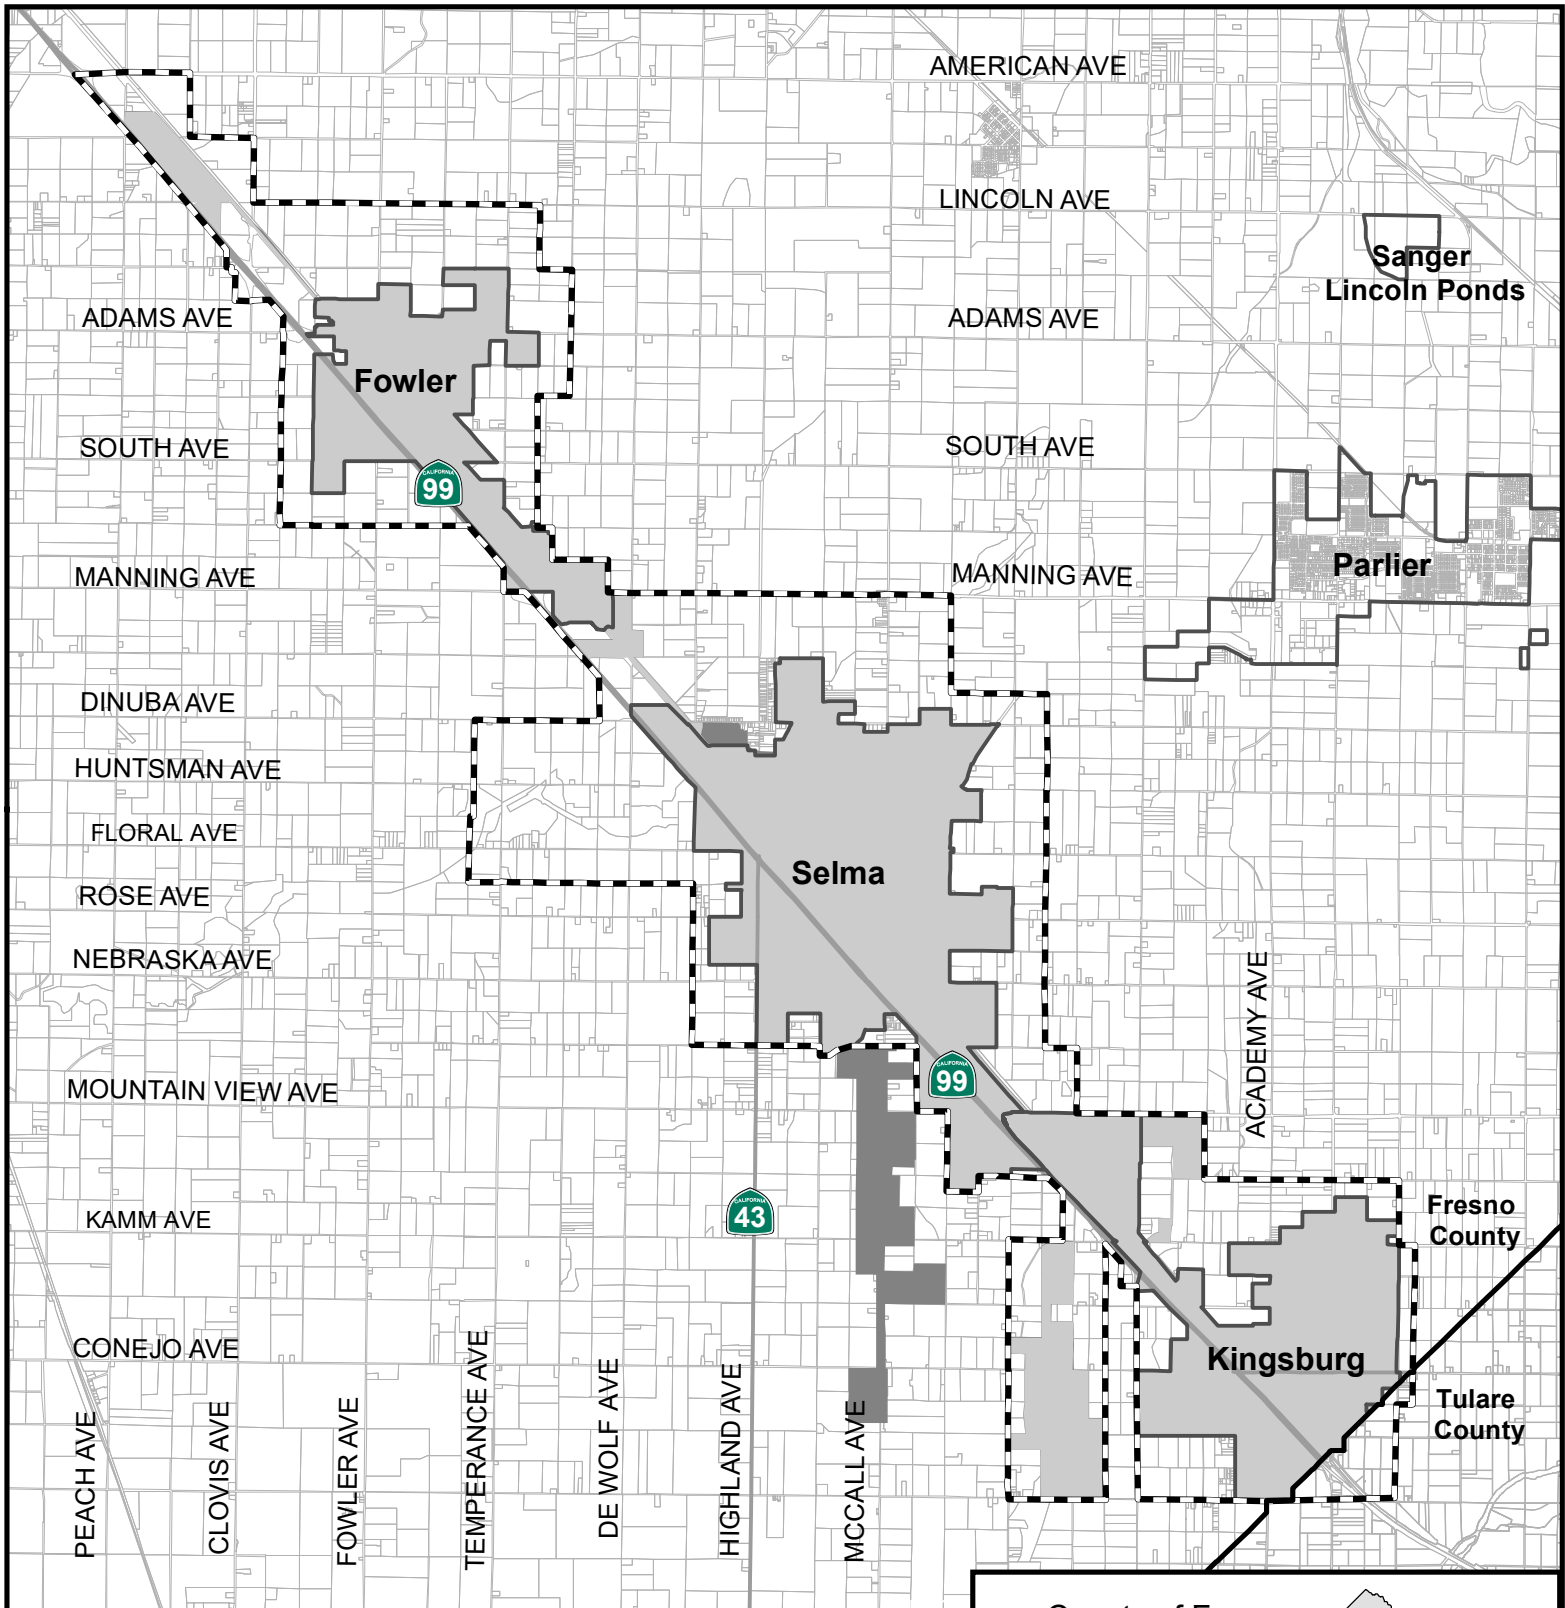 AMERICAN AVE
LINCOLN AVE
Sanger
Lincoln Ponds
ADAMS AVE
ADAMS AVE
Fowler
SOUTH AVE
SOUTH AVE
CALIFORNIA
99
Parlier
MANNING AVE
MANNING AVE
DINUBA AVE
HUNTSMAN AVE
FLORAL AVE
Selma
ROSE AVE
NEBRASKA AVE
ACADEMY AVE
CALIFORNIA
99
MOUNTAIN VIEW AVE
CALIFORNIA
43
KAMM AVE
Fresno
County
CONEJO AVE
Kingsburg
Tulare
County
PEACH AVE
CLOVIS AVE
FOWLER AVE
TEMPERANCE AVE
DE WOLF AVE
HIGHLAND AVE
MCCALL AVE